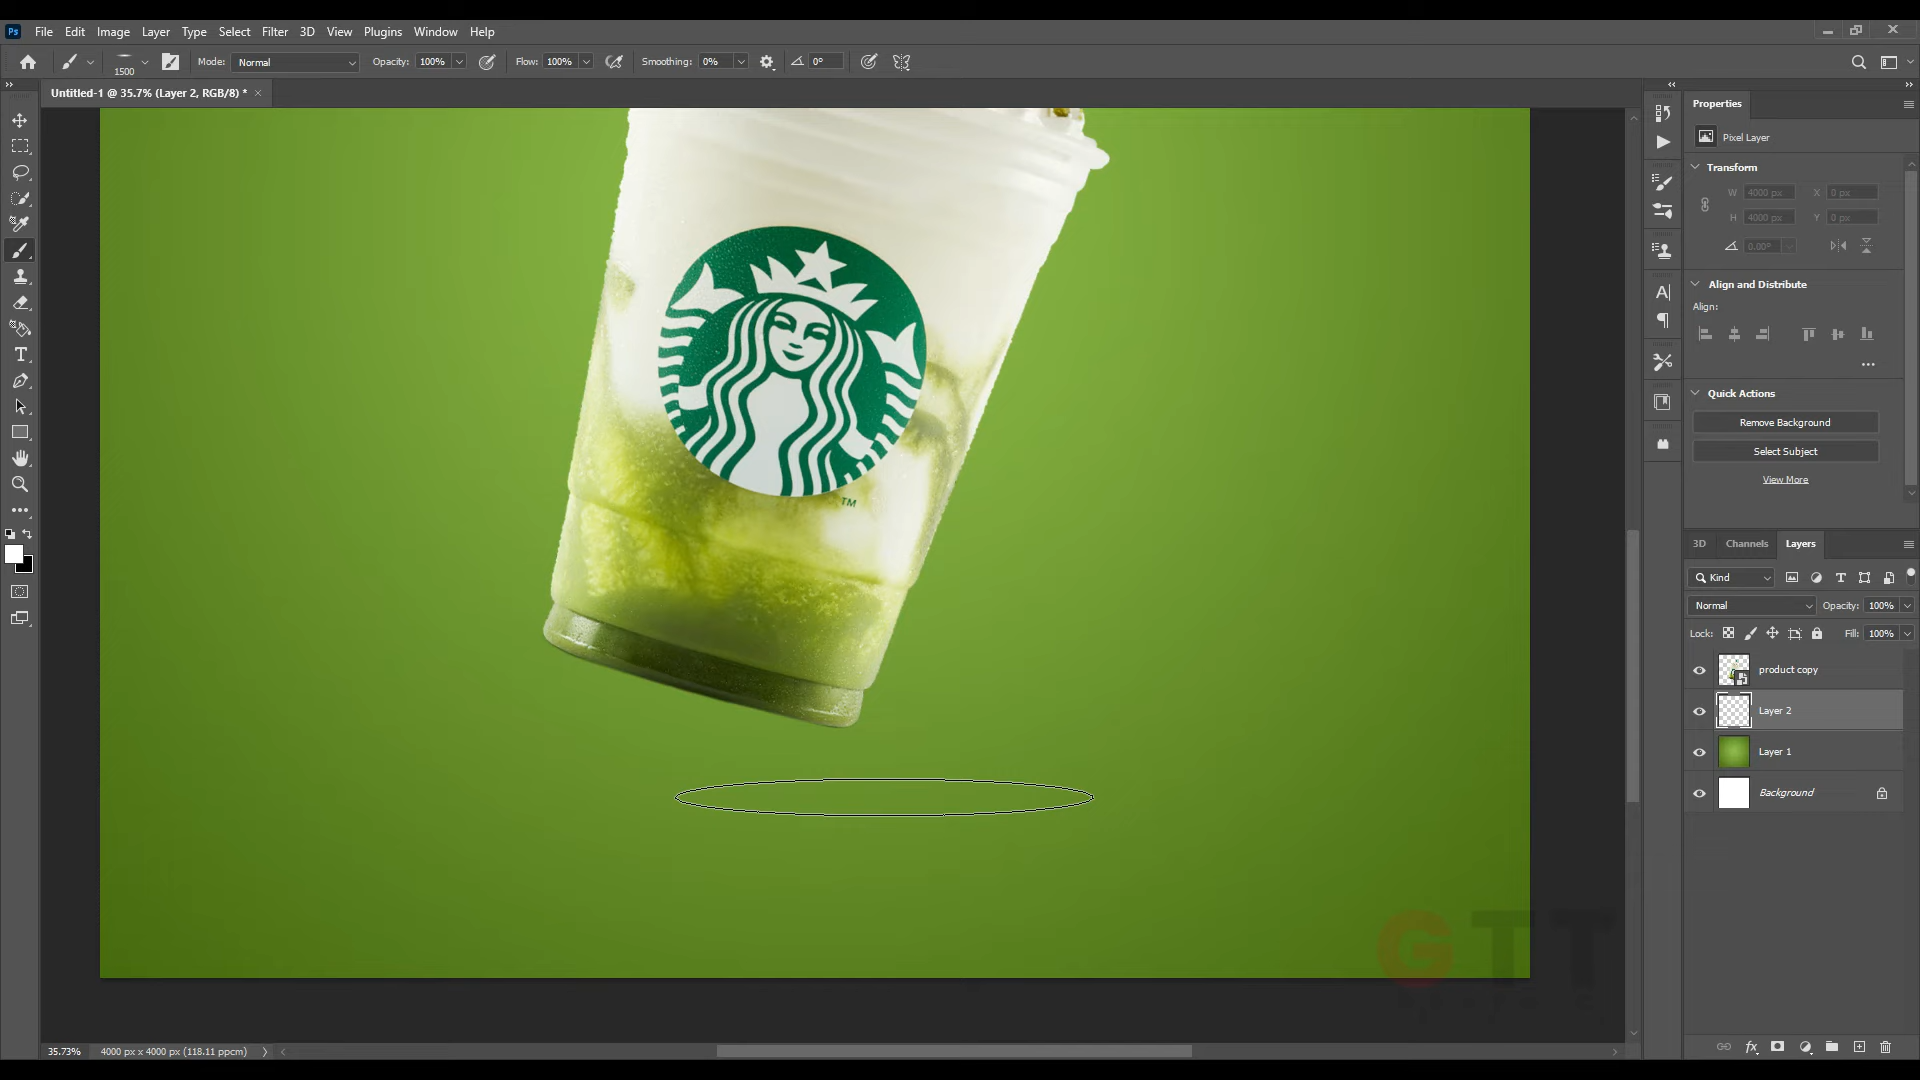 Ps File Edit Image Layer Type Select Filter 3D View Plugins Window Help
1500 Mode: Normal Opacity: 100% Flow: 100% Smoothing: 0% 0°
Untitled-1 @ 35.7% (Layer 2, RGB/8) * ×
TM
Properties
Pixel Layer
Transform
W 4000 px X 0 px
H 4000 px Y 0 px
0.00°
Align and Distribute
Align:
Quick Actions
Remove Background
Select Subject
View More
3D Channels Layers
Kind
Normal Opacity: 100%
Lock: Fill: 100%
product copy
Layer 2
Layer 1
Background
GTT
35.73% 4000 px x 4000 px (118.11 ppcm)